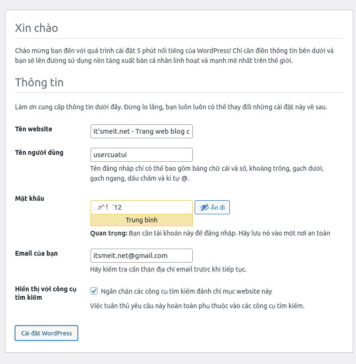 Xin chào
Chào mừng bạn đến với quá trình cài đặt 5 phút nổi tiếng của WordPress! Chỉ cần điền thông tin bên dưới và
bạn sẽ lên đường sử dụng nền tảng xuất bản cá nhân linh hoạt và mạnh mẽ nhất trên thế giới.
Thông tin
Làm ơn cung cấp thông tin dưới đây. Đừng lo lắng, bạn luôn luôn có thể thay đổi những cài đặt này về sau.
Tên website
It'smeit.net - Trang web blog c
Tên người dùng
usercuatui
Tên đăng nhập chỉ có thể bao gồm bảng chữ cái và số, khoảng trống, gạch dưới,
gạch ngang, dấu chấm và kí tự @.
Mật khẩu
12
Ẩn đi
Trung bình
Quan trọng: Bạn cần tài khoản này để đăng nhập. Hãy lưu nó vào một nơi an toàn
Email của bạn
itsmeit.net@gmail.com
Hãy kiểm tra cẩn thận địa chỉ email trước khi tiếp tục.
Hiển thị với công cụ
tìm kiếm
Ngăn chặn các công cụ tìm kiếm đánh chỉ mục website này
Việc tuân thủ yêu cầu này hoàn toàn phụ thuộc vào các công cụ tìm kiếm.
Cài đặt WordPress